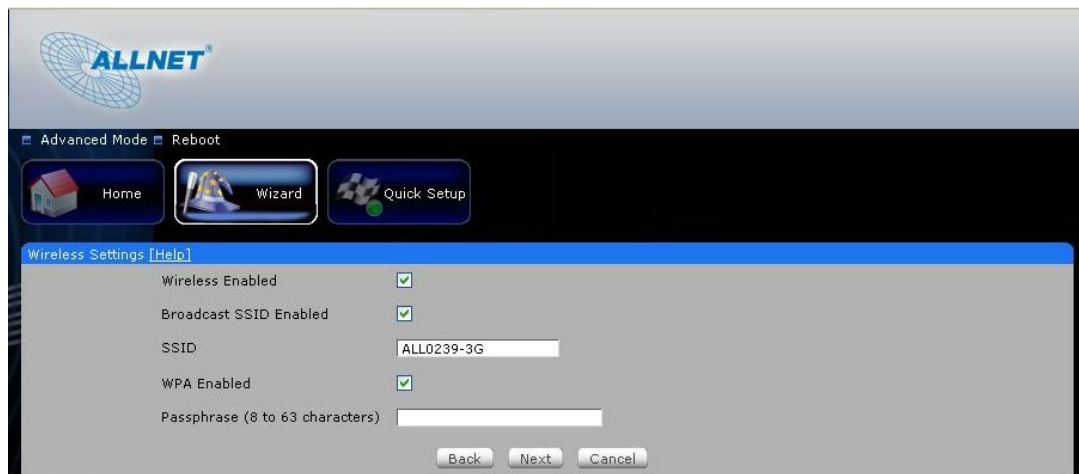 ALLNET®
Advanced Mode Reboot
Home Wizard Quick Setup
Wireless Settings [Help]
Wireless Enabled
Broadcast SSID Enabled
SSID ALL0239-3G
WPA Enabled
Passphrase (8 to 63 characters)
Back Next Cancel